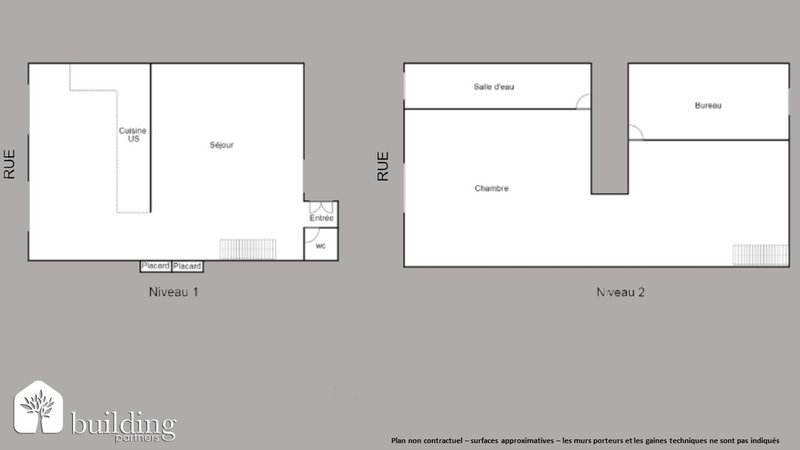 RUE
Cuisine
US
Séjour
Entrée
wc
Placard Placard
Niveau 1
RUE
Salle d'eau
Bureau
Chambre
Niveau 2
building
partners
Plan non contractuel – surfaces approximatives – les murs porteurs et les gaines techniques ne sont pas indiqués